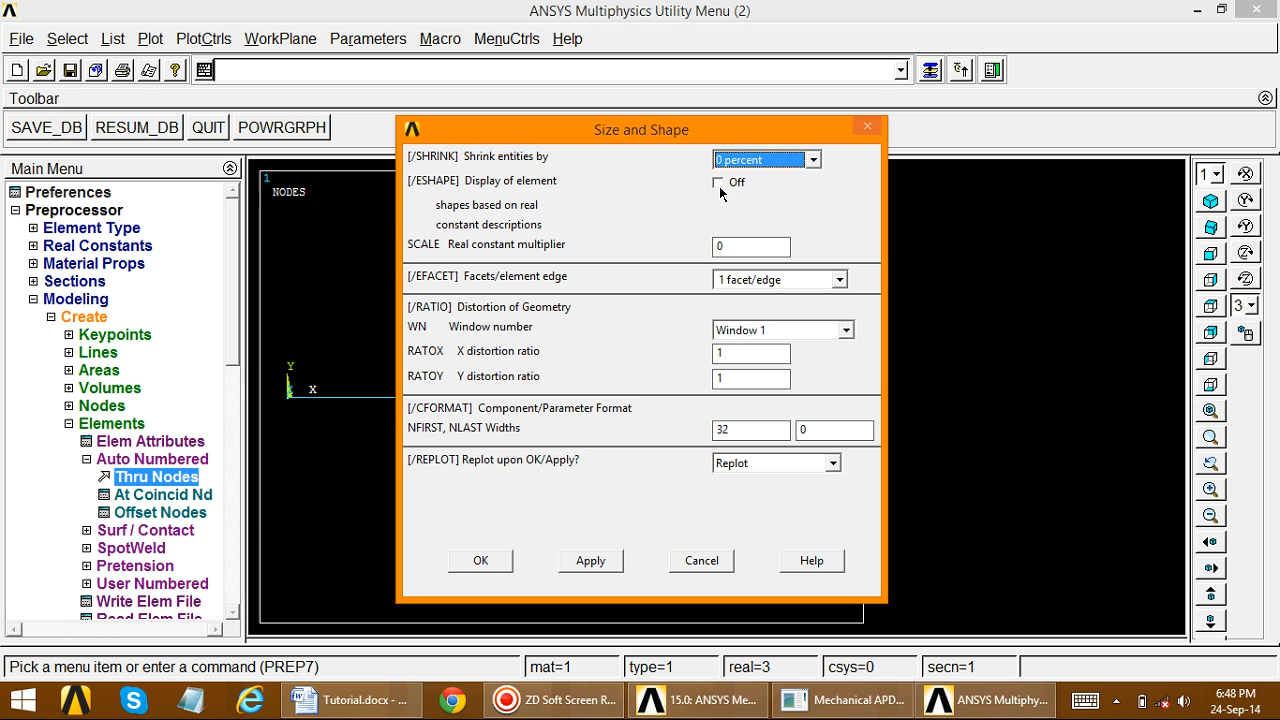 ANSYS Multiphysics Utility Menu (2)
File Select List Plot PlotCtrls WorkPlane Parameters Macro MenuCtrls Help
Toolbar
SAVE_DB RESUM_DB QUIT POWRGRPH
Main Menu
Preferences
Preprocessor
Element Type
Real Constants
Material Props
Sections
Modeling
Create
Keypoints
Lines
Areas
Volumes
Nodes
Elements
Elem Attributes
Auto Numbered
Thru Nodes
At Coincid Nd
Offset Nodes
Surf / Contact
SpotWeld
Pretension
User Numbered
Write Elem File
Read Elem File
1
NODES
Y
X
Size and Shape
[/SHRINK] Shrink entities by 0 percent
[/ESHAPE] Display of element Off
shapes based on real
constant descriptions
SCALE Real constant multiplier 0
[/EFACET] Facets/element edge 1 facet/edge
[/RATIO] Distortion of Geometry
WN Window number Window 1
RATOX X distortion ratio 1
RATOY Y distortion ratio 1
[/CFORMAT] Component/Parameter Format
NFIRST, NLAST Widths 32 0
[/REPLOT] Replot upon OK/Apply? Replot
OK Apply Cancel Help
1
3
Pick a menu item or enter a command (PREP7) mat=1 type=1 real=3 csys=0 secn=1
Tutorial.docx - ... ZD Soft Screen R... 15.0: ANSYS Me... Mechanical APD... ANSYS Multiphy... 6:48 PM
24-Sep-14